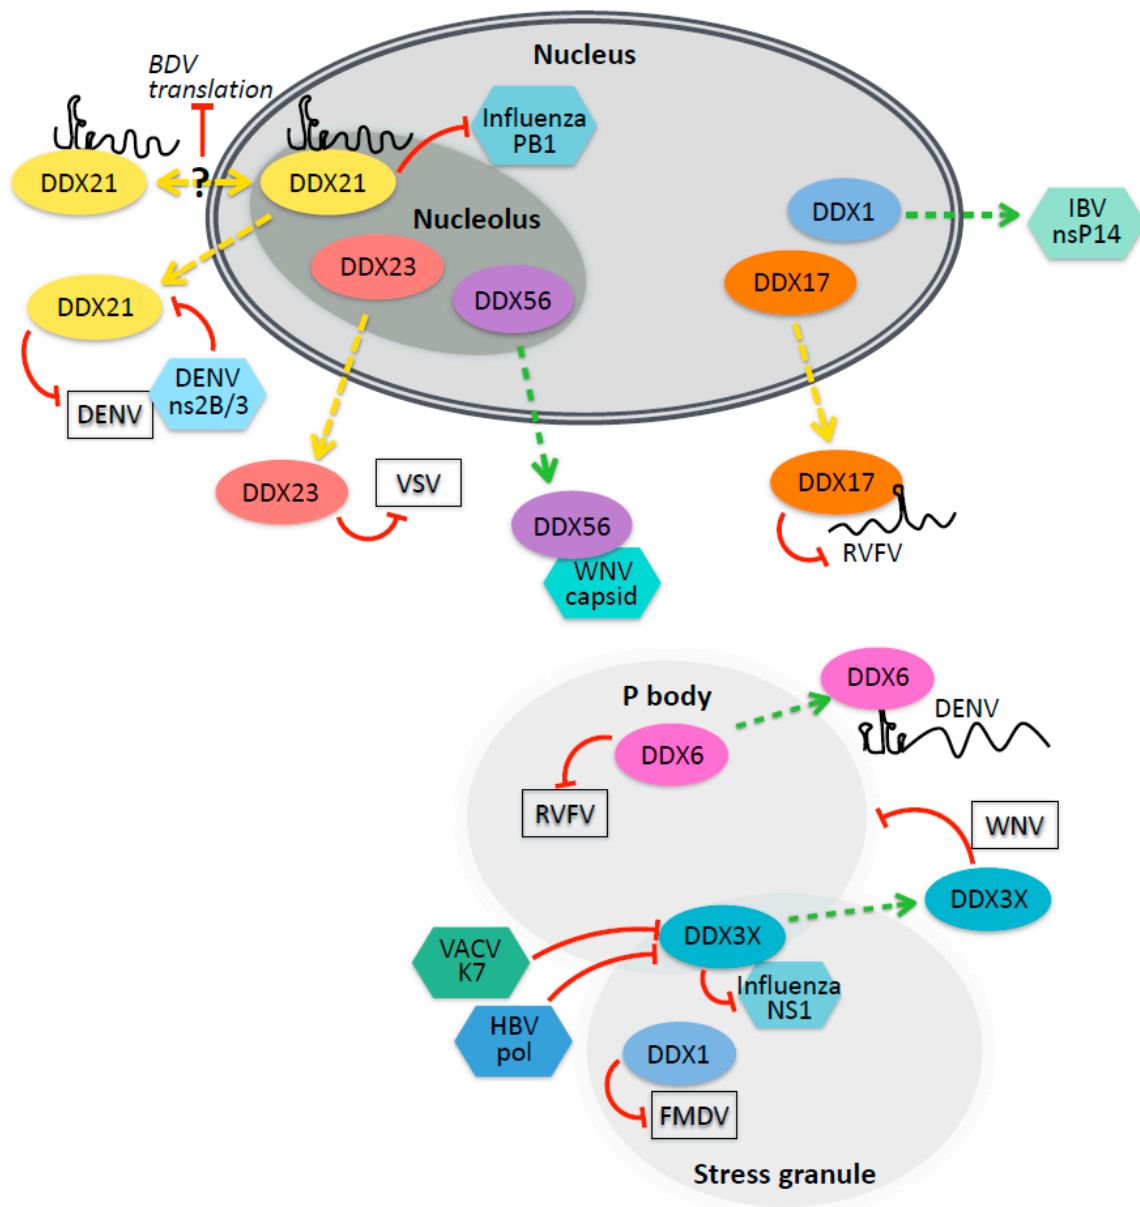 BDV
translation
Nucleus
Influenza
PB1
DDX21
?
DDX21
Nucleolus
DDX1
IBV
nsP14
DDX23
DDX17
DDX56
DDX21
DENV
ns2B/3
DENV
DDX23
VSV
DDX56
WNV
capsid
DDX17
RVFV
P body
DDX6
DENV
DDX6
RVFV
WNV
DDX3X
DDX3X
VACV
K7
Influenza
NS1
HBV
pol
DDX1
FMDV
Stress granule